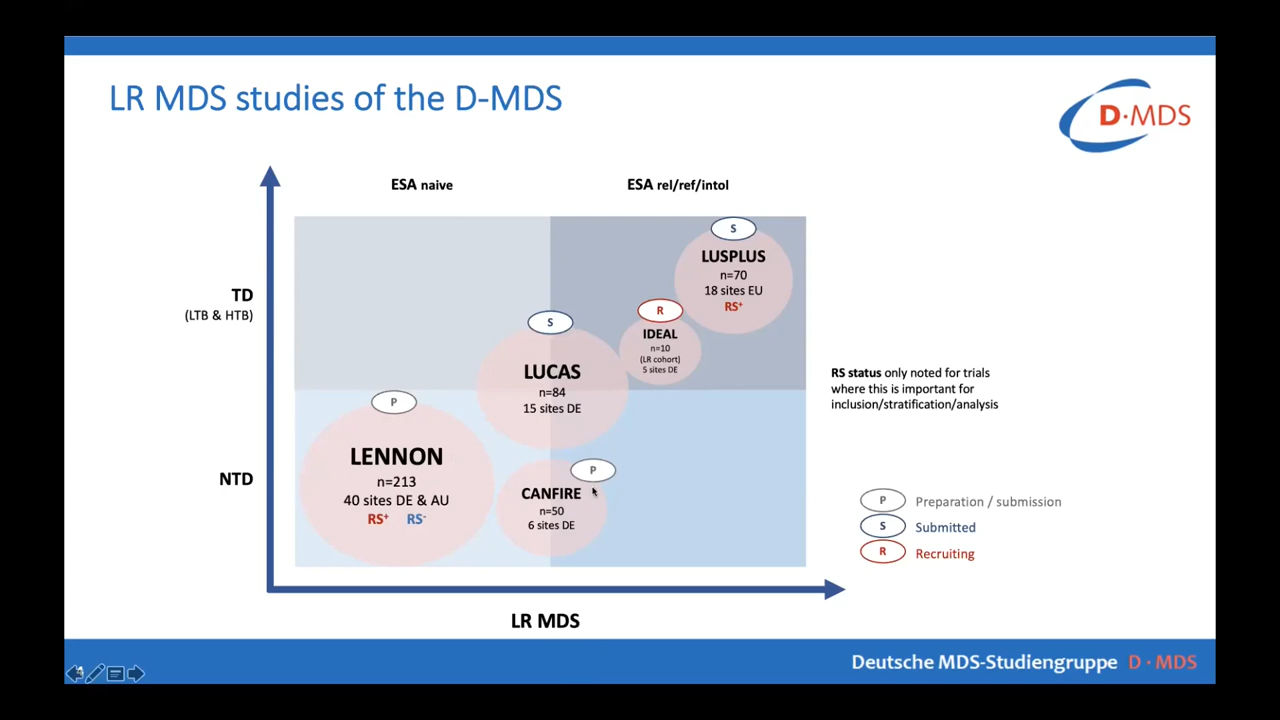 LR MDS studies of the D-MDS
D·MDS
ESA naive
ESA rel/ref/intol
TD
(LTB & HTB)
NTD
S
LUSPLUS
n=70
18 sites EU
RS+
R
IDEAL
n=10
(LR cohort)
5 sites DE
S
LUCAS
n=84
15 sites DE
P
LENNON
n=213
40 sites DE & AU
RS+ RS-
P
CANFIRE
n=50
6 sites DE
RS status only noted for trials
where this is important for
inclusion/stratification/analysis
P Preparation / submission
S Submitted
R Recruiting
LR MDS
Deutsche MDS-Studiengruppe D·MDS